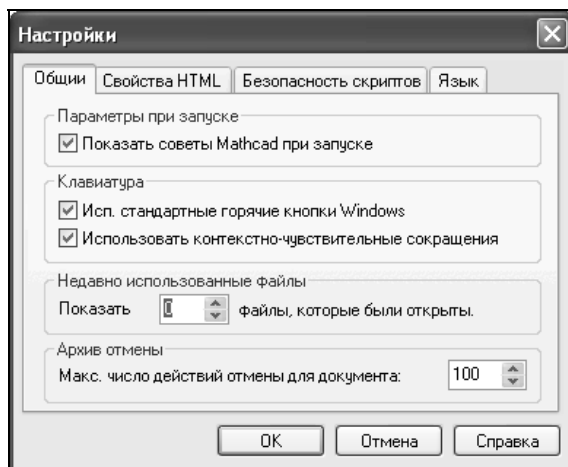 Настройки
Общии Свойства HTML Безопасность скриптов Язык
Параметры при запуске
Показать советы Mathcad при запуске
Клавиатура
Исп. стандартные горячие кнопки Windows
Использовать контекстно-чувствительные сокращения
Недавно использованные файлы
Показать файлы, которые были открыты.
Архив отмены
Макс. число действий отмены для документа: 100
OK Отмена Справка